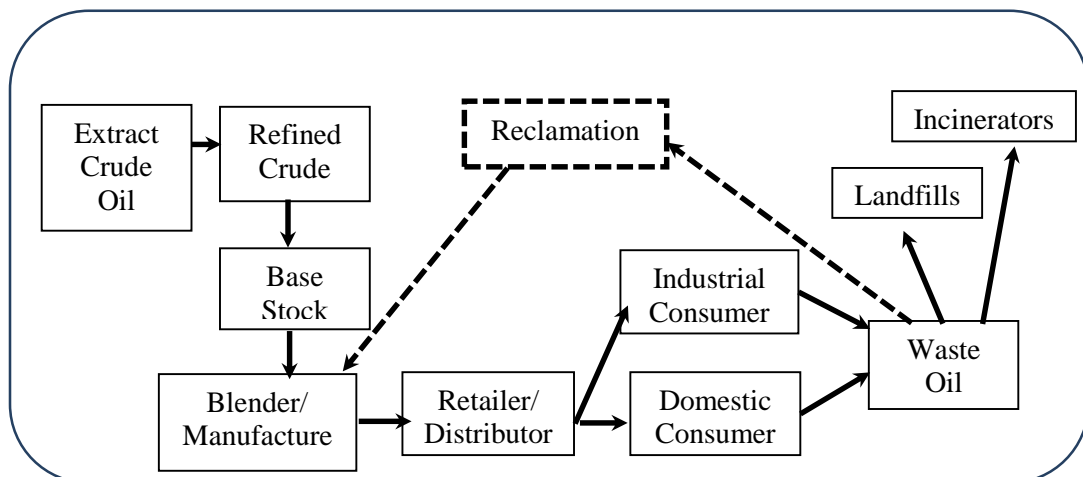 Extract
Crude
Oil
Refined
Crude
Reclamation
Incinerators
Landfills
Base
Stock
Industrial
Consumer
Waste
Oil
Blender/
Manufacture
Retailer/
Distributor
Domestic
Consumer